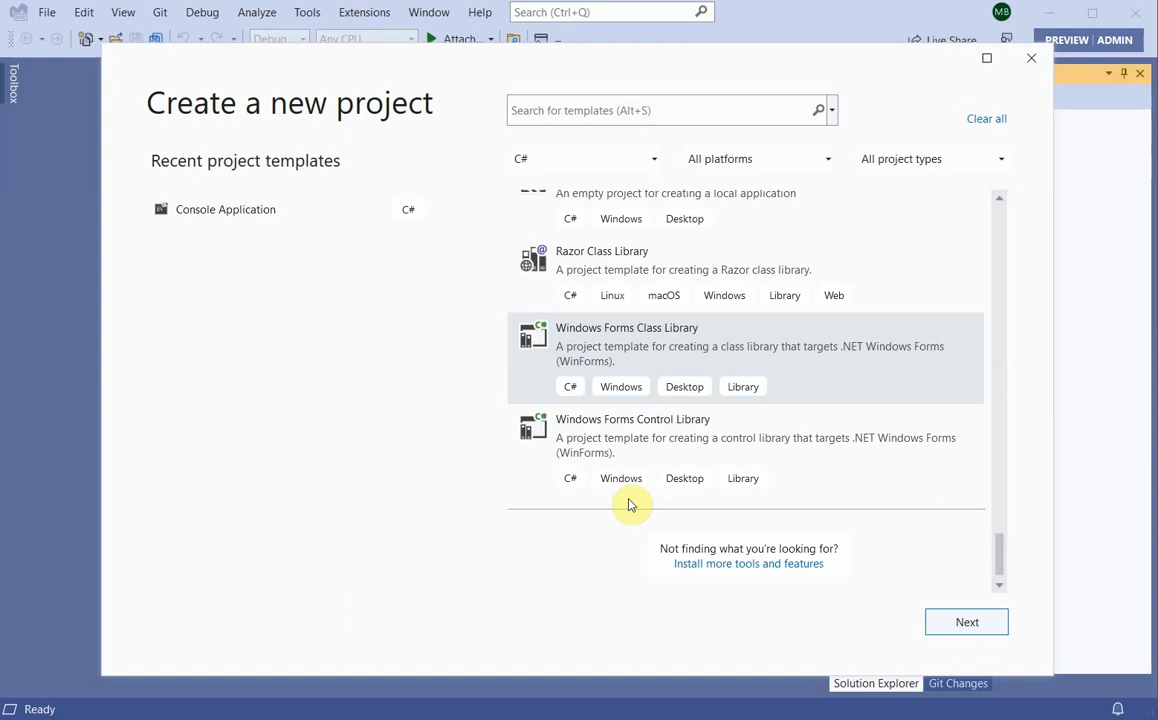 File Edit View Git Debug Analyze Tools Extensions Window Help Search (Ctrl+Q) MB
Debug Any CPU Attach... Live Share PREVIEW ADMIN
Toolbox
Create a new project
Search for templates (Alt+S)
Clear all
Recent project templates
C# All platforms All project types
Console Application C#
An empty project for creating a local application
C# Windows Desktop
Razor Class Library
A project template for creating a Razor class library.
C# Linux macOS Windows Library Web
Windows Forms Class Library
A project template for creating a class library that targets .NET Windows Forms
(WinForms).
C# Windows Desktop Library
Windows Forms Control Library
A project template for creating a control library that targets .NET Windows Forms
(WinForms).
C# Windows Desktop Library
Not finding what you're looking for?
Install more tools and features
Next
Solution Explorer Git Changes
Ready